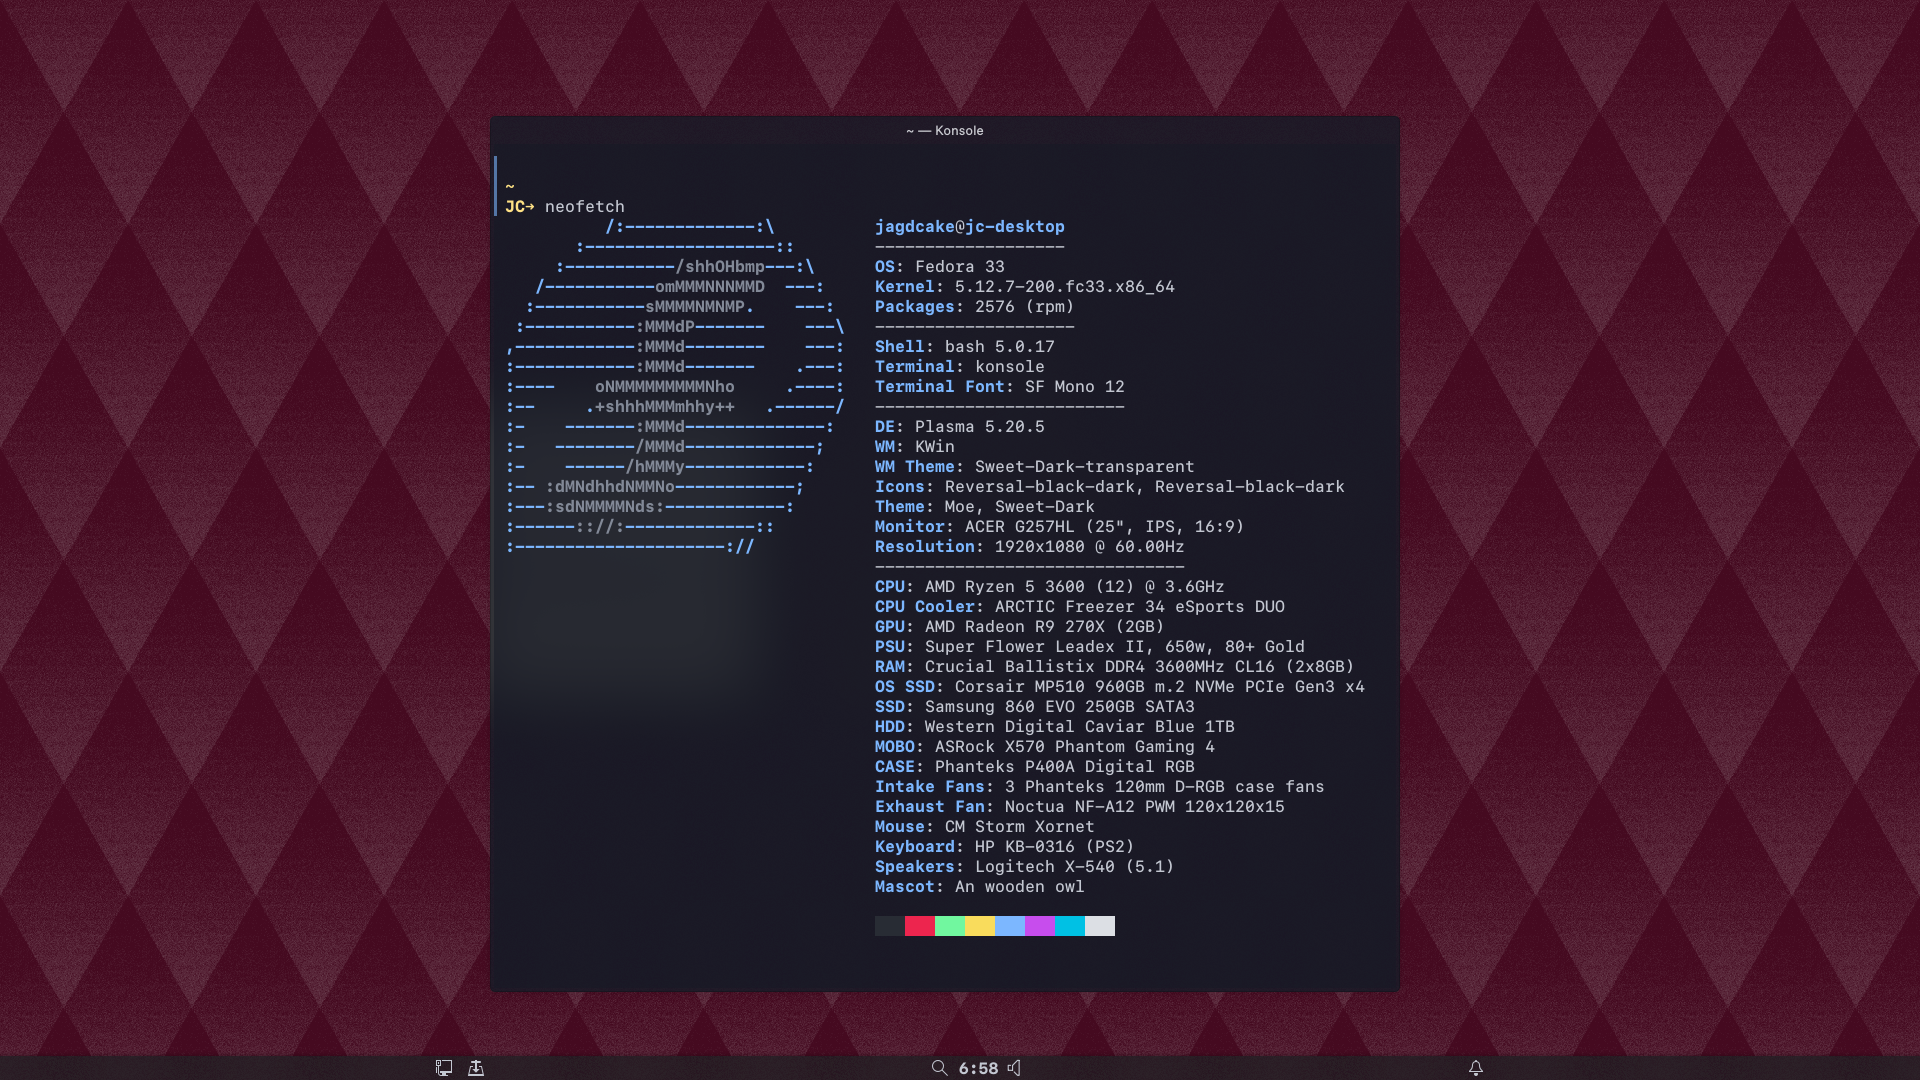 ~ — Konsole
~
JC→ neofetch
/:-------------:\
:-------------------::
:-----------/shhOHbmp---:\
/-----------omMMMNNNMMD  ---:
:-----------sMMMMNMNMP.    ---:
:-----------:MMMdP-------    ---\
,------------:MMMd--------    ---:
:------------:MMMd-------    .---:
:----    oNMMMMMMMMMNho     .----:
:--     .+shhhMMMmhhy++   .------/
:-    -------:MMMd--------------:
:-   --------/MMMd-------------;
:-    ------/hMMMy------------:
:-- :dMNdhhdNMMNo------------;
:---:sdNMMMMNds:------------:
:------:://:-------------::
:---------------------://
jagdcake@jc-desktop
-------------------
OS: Fedora 33
Kernel: 5.12.7-200.fc33.x86_64
Packages: 2576 (rpm)
--------------------
Shell: bash 5.0.17
Terminal: konsole
Terminal Font: SF Mono 12
-------------------------
DE: Plasma 5.20.5
WM: KWin
WM Theme: Sweet-Dark-transparent
Icons: Reversal-black-dark, Reversal-black-dark
Theme: Moe, Sweet-Dark
Monitor: ACER G257HL (25", IPS, 16:9)
Resolution: 1920x1080 @ 60.00Hz
-------------------------------
CPU: AMD Ryzen 5 3600 (12) @ 3.6GHz
CPU Cooler: ARCTIC Freezer 34 eSports DUO
GPU: AMD Radeon R9 270X (2GB)
PSU: Super Flower Leadex II, 650w, 80+ Gold
RAM: Crucial Ballistix DDR4 3600MHz CL16 (2x8GB)
OS SSD: Corsair MP510 960GB m.2 NVMe PCIe Gen3 x4
SSD: Samsung 860 EVO 250GB SATA3
HDD: Western Digital Caviar Blue 1TB
MOBO: ASRock X570 Phantom Gaming 4
CASE: Phanteks P400A Digital RGB
Intake Fans: 3 Phanteks 120mm D-RGB case fans
Exhaust Fan: Noctua NF-A12 PWM 120x120x15
Mouse: CM Storm Xornet
Keyboard: HP KB-0316 (PS2)
Speakers: Logitech X-540 (5.1)
Mascot: An wooden owl
6:58